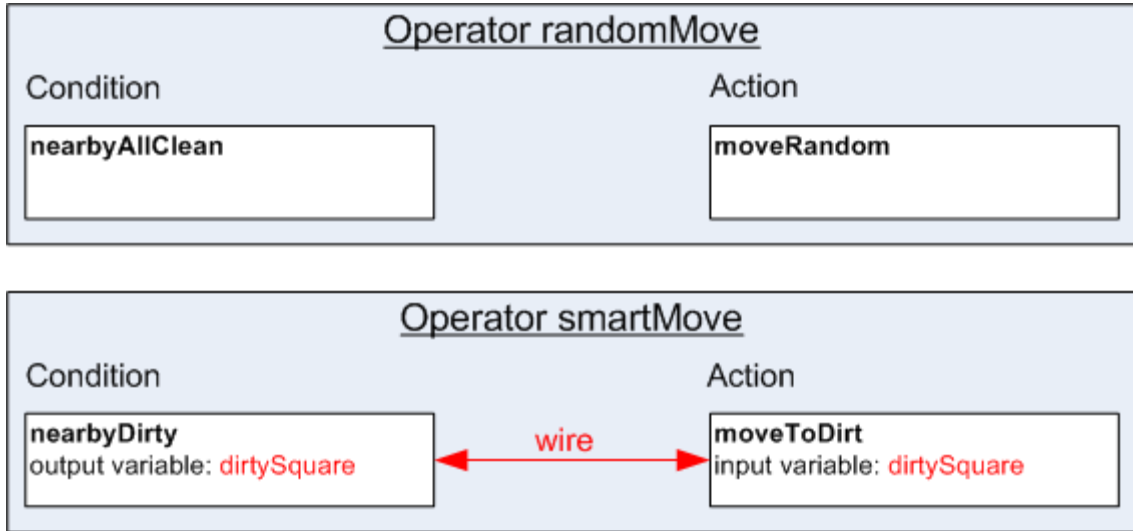 Operator randomMove
Condition
Action
nearbyAllClean
moveRandom
Operator smartMove
Condition
Action
nearbyDirty
output variable: dirtySquare
wire
moveToDirt
input variable: dirtySquare